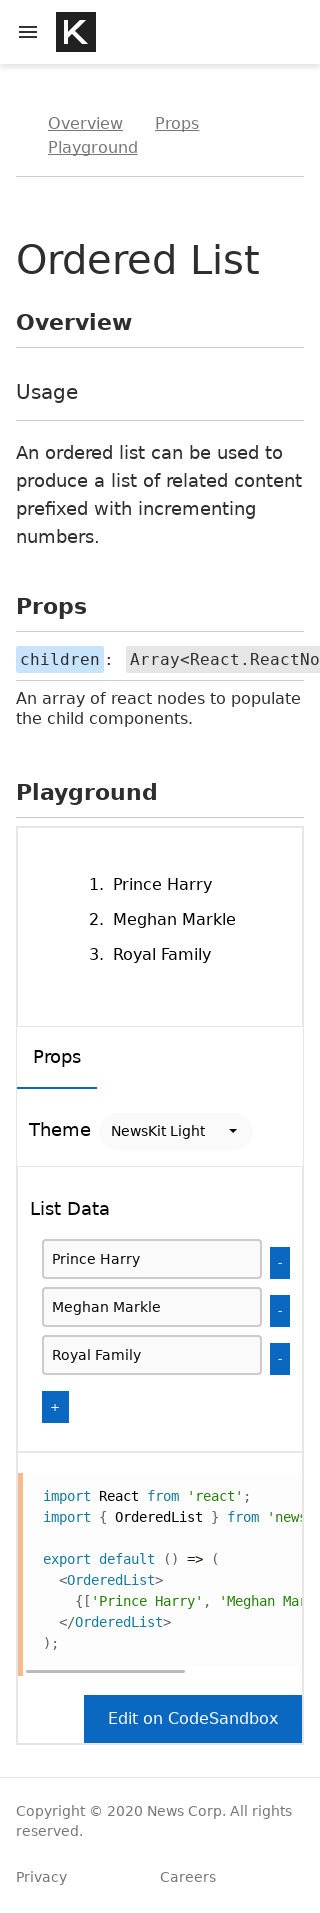 K
Overview Props
Playground
Ordered List
Overview
Usage
An ordered list can be used to
produce a list of related content
prefixed with incrementing
numbers.
Props
children: Array<React.ReactNo
An array of react nodes to populate
the child components.
Playground
1. Prince Harry
2. Meghan Markle
3. Royal Family
Props
Theme NewsKit Light
List Data
Prince Harry -
Meghan Markle -
Royal Family -
+
import React from 'react';
import { OrderedList } from 'news
export default () => (
<OrderedList>
{['Prince Harry', 'Meghan Mar
</OrderedList>
);
Edit on CodeSandbox
Copyright © 2020 News Corp. All rights
reserved.
Privacy Careers